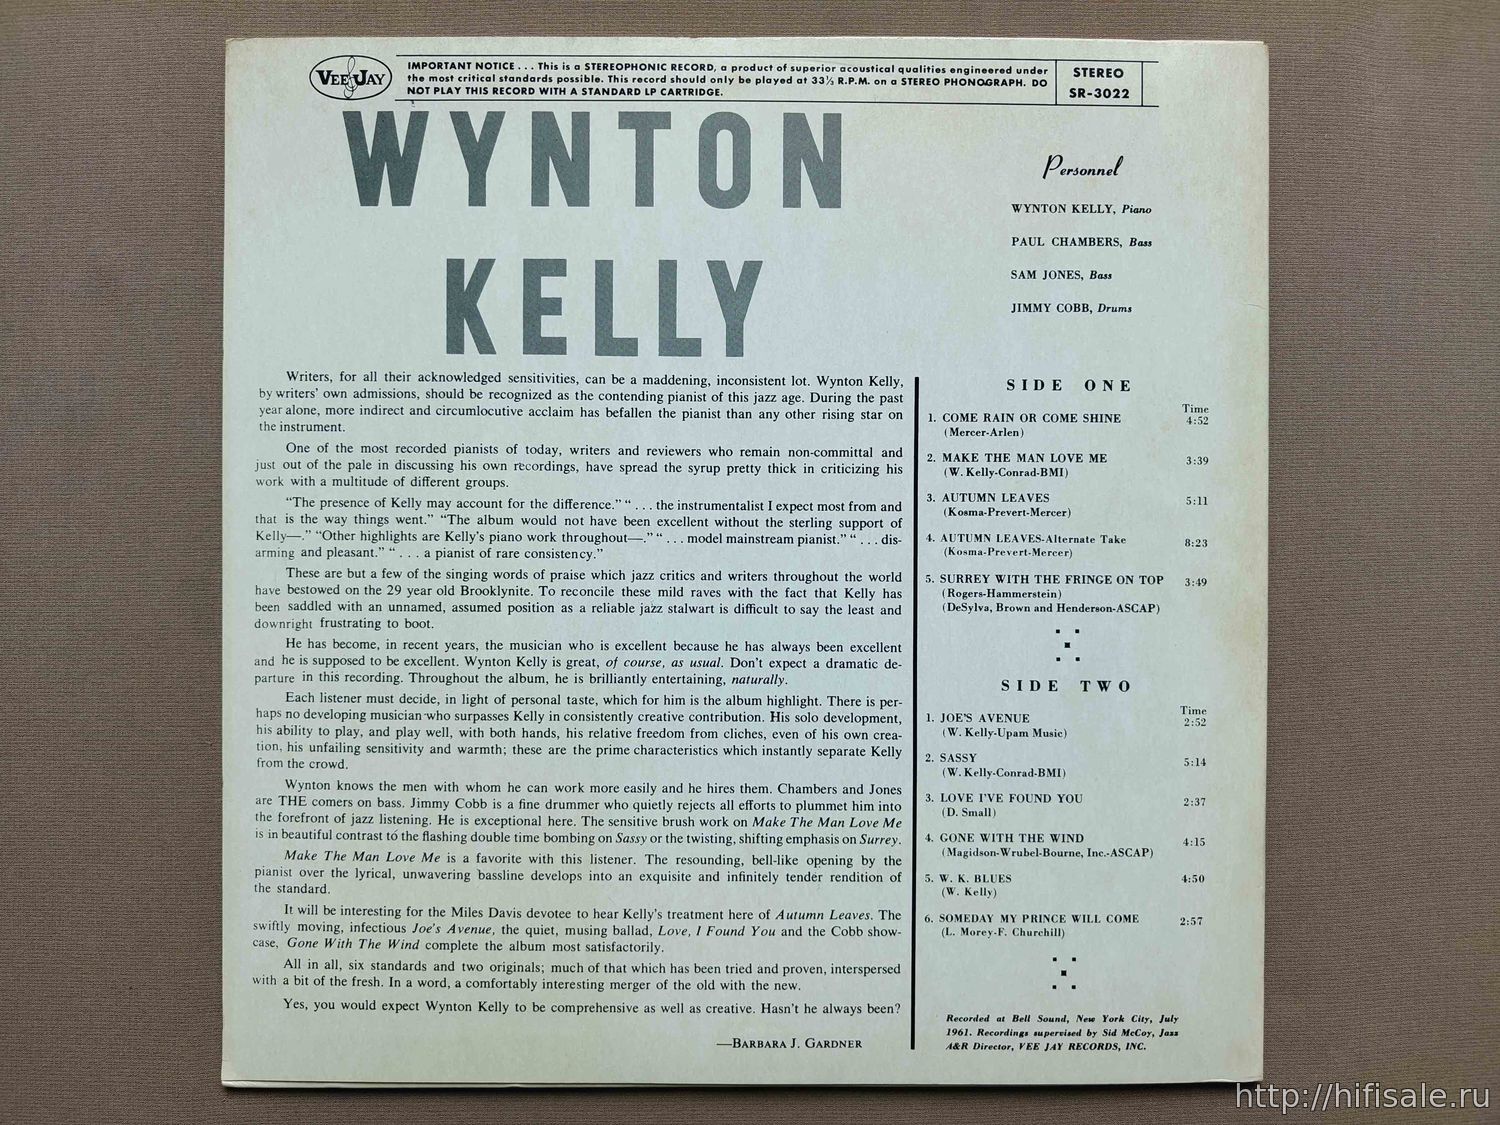 VEE JAY
IMPORTANT NOTICE . . . This is a STEREOPHONIC RECORD, a product of superior acoustical qualities engineered under
the most critical standards possible. This record should only be played at 33⅓ R.P.M. on a STEREO PHONOGRAPH. DO
NOT PLAY THIS RECORD WITH A STANDARD LP CARTRIDGE.
STEREO
SR-3022
WYNTON
KELLY
Personnel
WYNTON KELLY, Piano
PAUL CHAMBERS, Bass
SAM JONES, Bass
JIMMY COBB, Drums
Writers, for all their acknowledged sensitivities, can be a maddening, inconsistent lot. Wynton Kelly,
by writers' own admissions, should be recognized as the contending pianist of this jazz age. During the past
year alone, more indirect and circumlocutive acclaim has befallen the pianist than any other rising star on
the instrument.
One of the most recorded pianists of today, writers and reviewers who remain non-committal and
just out of the pale in discussing his own recordings, have spread the syrup pretty thick in criticizing his
work with a multitude of different groups.
"The presence of Kelly may account for the difference." " . . . the instrumentalist I expect most from and
that is the way things went." "The album would not have been excellent without the sterling support of
Kelly—." "Other highlights are Kelly's piano work throughout—." " . . . model mainstream pianist." " . . . dis-
arming and pleasant." " . . . a pianist of rare consistency."
These are but a few of the singing words of praise which jazz critics and writers throughout the world
have bestowed on the 29 year old Brooklynite. To reconcile these mild raves with the fact that Kelly has
been saddled with an unnamed, assumed position as a reliable jazz stalwart is difficult to say the least and
downright frustrating to boot.
He has become, in recent years, the musician who is excellent because he has always been excellent
and he is supposed to be excellent. Wynton Kelly is great, of course, as usual. Don't expect a dramatic de-
parture in this recording. Throughout the album, he is brilliantly entertaining, naturally.
Each listener must decide, in light of personal taste, which for him is the album highlight. There is per-
haps no developing musician who surpasses Kelly in consistently creative contribution. His solo development,
his ability to play, and play well, with both hands, his relative freedom from cliches, even of his own crea-
tion, his unfailing sensitivity and warmth; these are the prime characteristics which instantly separate Kelly
from the crowd.
Wynton knows the men with whom he can work more easily and he hires them. Chambers and Jones
are THE comers on bass. Jimmy Cobb is a fine drummer who quietly rejects all efforts to plummet him into
the forefront of jazz listening. He is exceptional here. The sensitive brush work on Make The Man Love Me
is in beautiful contrast to the flashing double time bombing on Sassy or the twisting, shifting emphasis on Surrey.
Make The Man Love Me is a favorite with this listener. The resounding, bell-like opening by the
pianist over the lyrical, unwavering bassline develops into an exquisite and infinitely tender rendition of
the standard.
It will be interesting for the Miles Davis devotee to hear Kelly's treatment here of Autumn Leaves. The
swiftly moving, infectious Joe's Avenue, the quiet, musing ballad, Love, I Found You and the Cobb show-
case, Gone With The Wind complete the album most satisfactorily.
All in all, six standards and two originals; much of that which has been tried and proven, interspersed
with a bit of the fresh. In a word, a comfortably interesting merger of the old with the new.
Yes, you would expect Wynton Kelly to be comprehensive as well as creative. Hasn't he always been?
—BARBARA J. GARDNER
SIDE ONE
Time
1. COME RAIN OR COME SHINE 4:52
(Mercer-Arlen)
2. MAKE THE MAN LOVE ME 3:39
(W. Kelly-Conrad-BMI)
3. AUTUMN LEAVES 5:11
(Kosma-Prevert-Mercer)
4. AUTUMN LEAVES-Alternate Take 8:23
(Kosma-Prevert-Mercer)
5. SURREY WITH THE FRINGE ON TOP 3:49
(Rogers-Hammerstein)
(DeSylva, Brown and Henderson-ASCAP)
SIDE TWO
Time
1. JOE'S AVENUE 2:52
(W. Kelly-Upam Music)
2. SASSY 5:14
(W. Kelly-Conrad-BMI)
3. LOVE I'VE FOUND YOU 2:37
(D. Small)
4. GONE WITH THE WIND 4:15
(Magidson-Wrubel-Bourne, Inc.-ASCAP)
5. W. K. BLUES 4:50
(W. Kelly)
6. SOMEDAY MY PRINCE WILL COME 2:57
(L. Morey-F. Churchill)
Recorded at Bell Sound, New York City, July
1961. Recordings supervised by Sid McCoy, Jazz
A&R Director, VEE JAY RECORDS, INC.
http://hifisale.ru